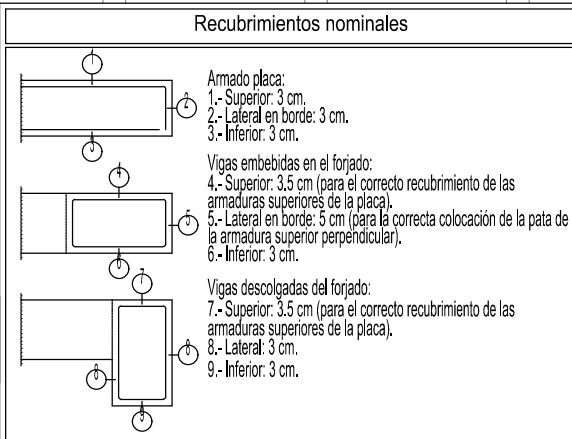 Recubrimientos nominales
1
2
3
Armado placa:
1.- Superior: 3 cm.
2.- Lateral en borde: 3 cm.
3.- Inferior: 3 cm.
4
5
6
Vigas embebidas en el forjado:
4.- Superior: 3.5 cm (para el correcto recubrimiento de las
armaduras superiores de la placa).
5.- Lateral en borde: 5 cm (para la correcta colocación de la pata de
la armadura superior perpendicular).
6.- Inferior: 3 cm.
7
8
8
9
Vigas descolgadas del forjado:
7.- Superior: 3.5 cm (para el correcto recubrimiento de las
armaduras superiores de la placa).
8.- Lateral: 3 cm.
9.- Inferior: 3 cm.